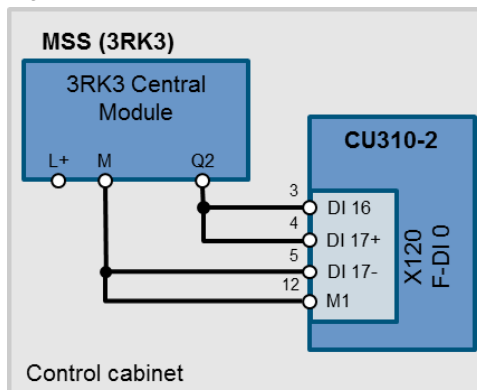 MSS (3RK3)
3RK3 Central
Module
L+ M Q2
CU310-2
3 DI 16
4 DI 17+
5 DI 17-
12 M1
X120
F-DI 0
Control cabinet